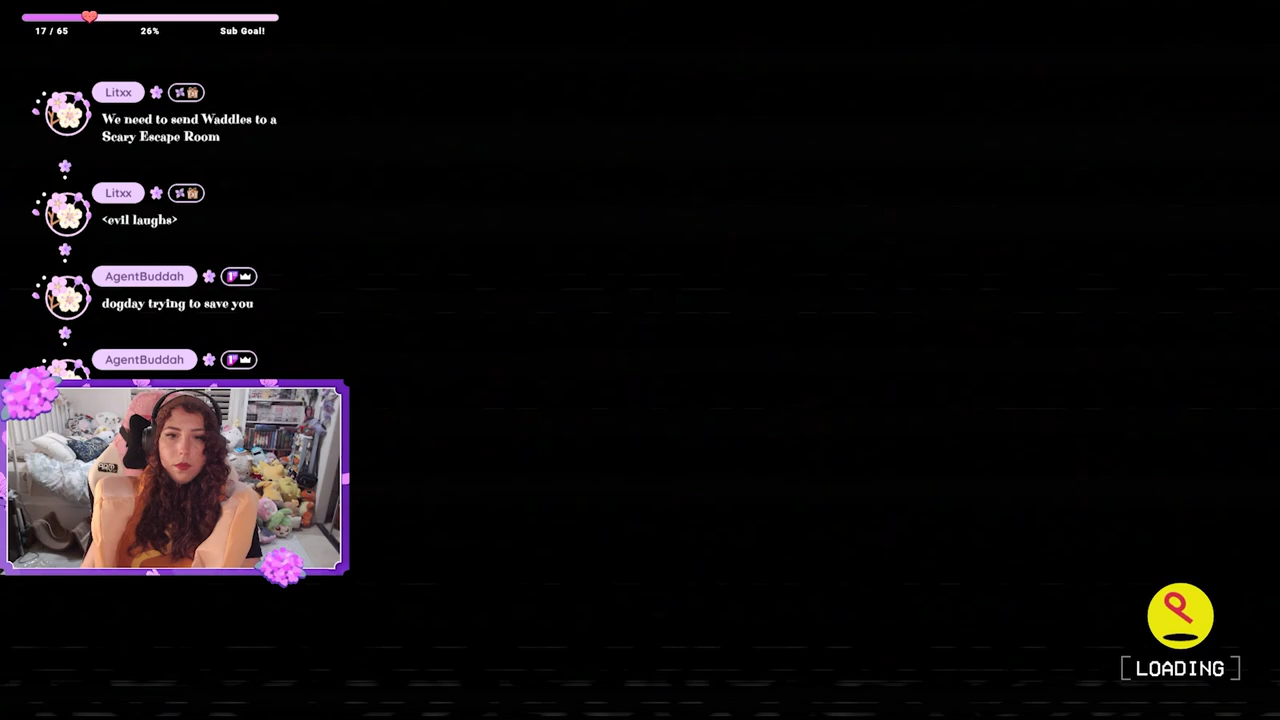 17 / 65
26%
Sub Goal!
Litxx
We need to send Waddles to a
Scary Escape Room
Litxx
<evil laughs>
AgentBuddah
dogday trying to save you
AgentBuddah
LOADING